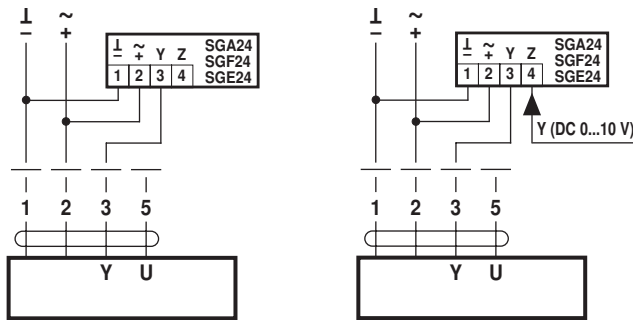 ⊥ ~
– +
⊥ ~ Y Z SGA24
– + SGF24
1 2 3 4 SGE24
1 2 3 5
Y U
⊥ ~
– +
⊥ ~ Y Z SGA24
– + SGF24
1 2 3 4 SGE24
Y (DC 0...10 V)
1 2 3 5
Y U